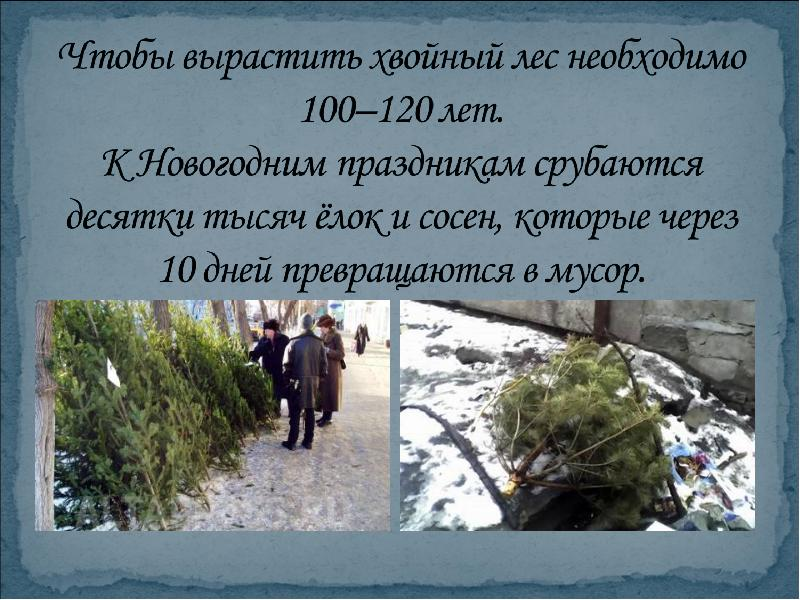 Чтобы вырастить хвойный лес необходимо
100–120 лет.
К Новогодним праздникам срубаются
десятки тысяч ёлок и сосен, которые через
10 дней превращаются в мусор.